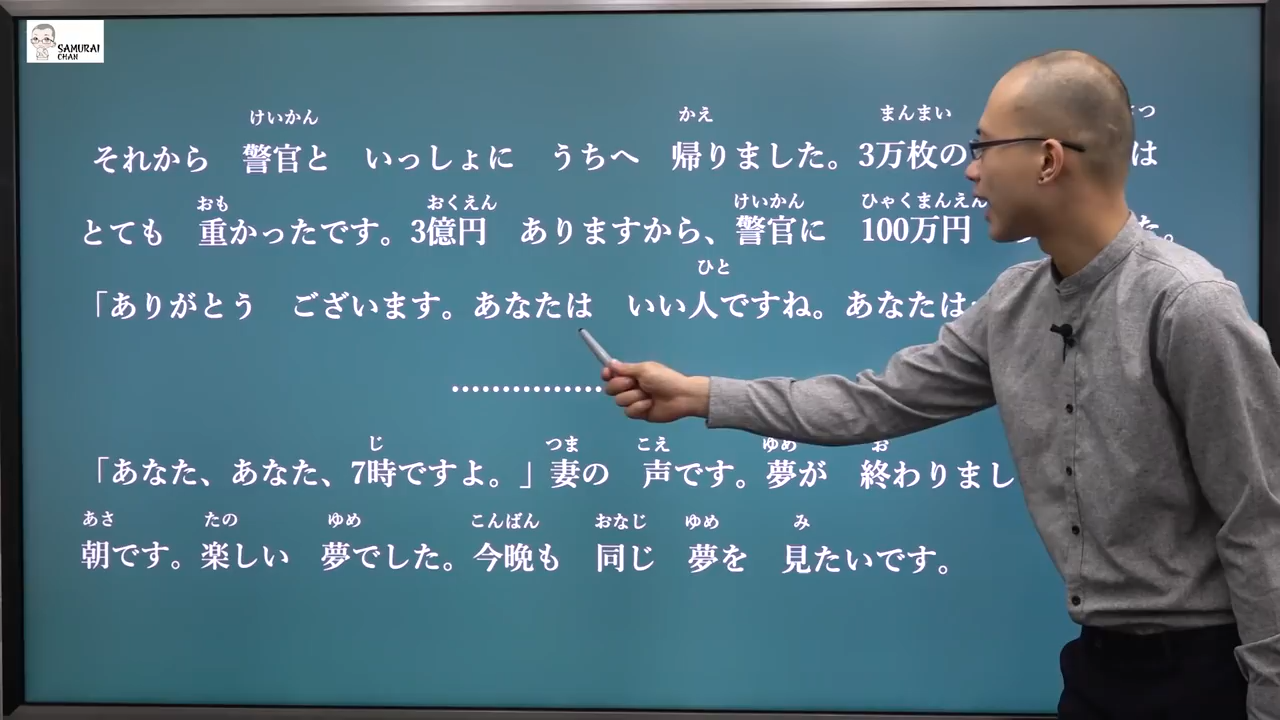 SAMURAI
CHAN
けいかん かえ まんまい つ
それから 警官と いっしょに うちへ 帰りました。3万枚の は
おも おくえん けいかん ひゃくまんえん
とても 重かったです。3億円 ありますから、警官に 100万円 た。
ひと
「ありがとう ございます。あなたは いい人ですね。あなたは
……………
じ つま こえ ゆめ お
「あなた、あなた、7時ですよ。」妻の 声です。夢が 終わりまし
あさ たの ゆめ こんばん おなじ ゆめ み
朝です。楽しい 夢でした。今晩も 同じ 夢を 見たいです。